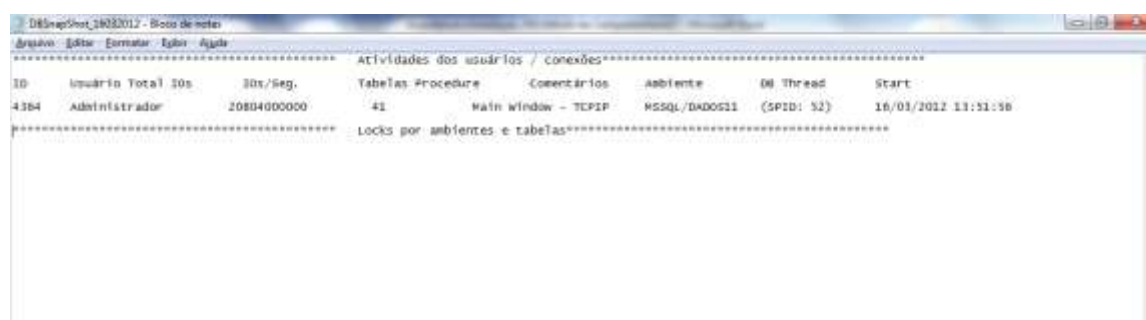 DBSnapShot_16032012 - Bloco de notas
Arquivo Editar Formatar Exibir Ajuda
****************************************** Atividades dos usuários / conexões******************************************
ID Usuário Total IOs IOs/Seg. Tabelas Procedure Comentários Ambiente DB Thread Start
4384 Administrador 20804000000 41 Main Window - TCPIP MSSQL/DADOS11 (SPID: 52) 16/03/2012 13:51:56
****************************************** Locks por ambientes e tabelas******************************************